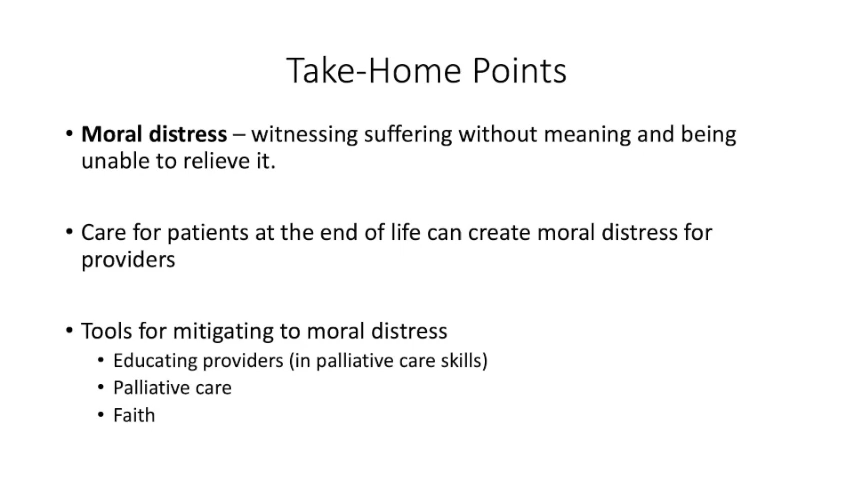 Take-Home Points
• Moral distress – witnessing suffering without meaning and being
unable to relieve it.
• Care for patients at the end of life can create moral distress for
providers
• Tools for mitigating to moral distress
• Educating providers (in palliative care skills)
• Palliative care
• Faith